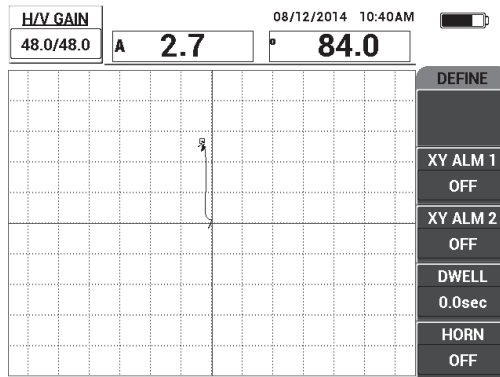 H/V GAIN
48.0/48.0
A 2.7
08/12/2014 10:40AM
° 84.0
DEFINE
XY ALM 1
OFF
XY ALM 2
OFF
DWELL
0.0sec
HORN
OFF